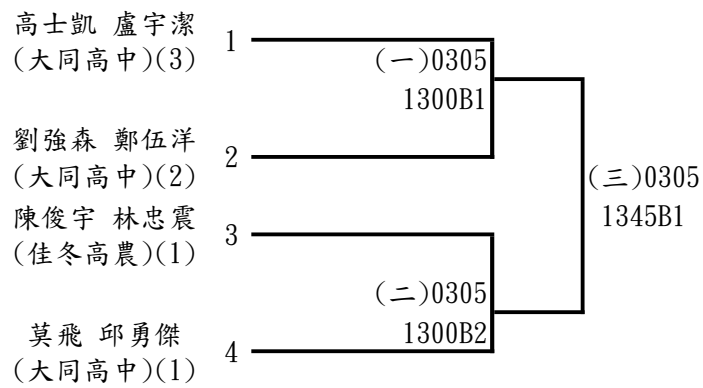 高士凱 盧宇潔
(大同高中)(3)
1
(一)0305
1300B1
劉強森 鄭伍洋
(大同高中)(2)
2
(三)0305
1345B1
陳俊宇 林忠震
(佳冬高農)(1)
3
(二)0305
1300B2
莫飛 邱勇傑
(大同高中)(1)
4